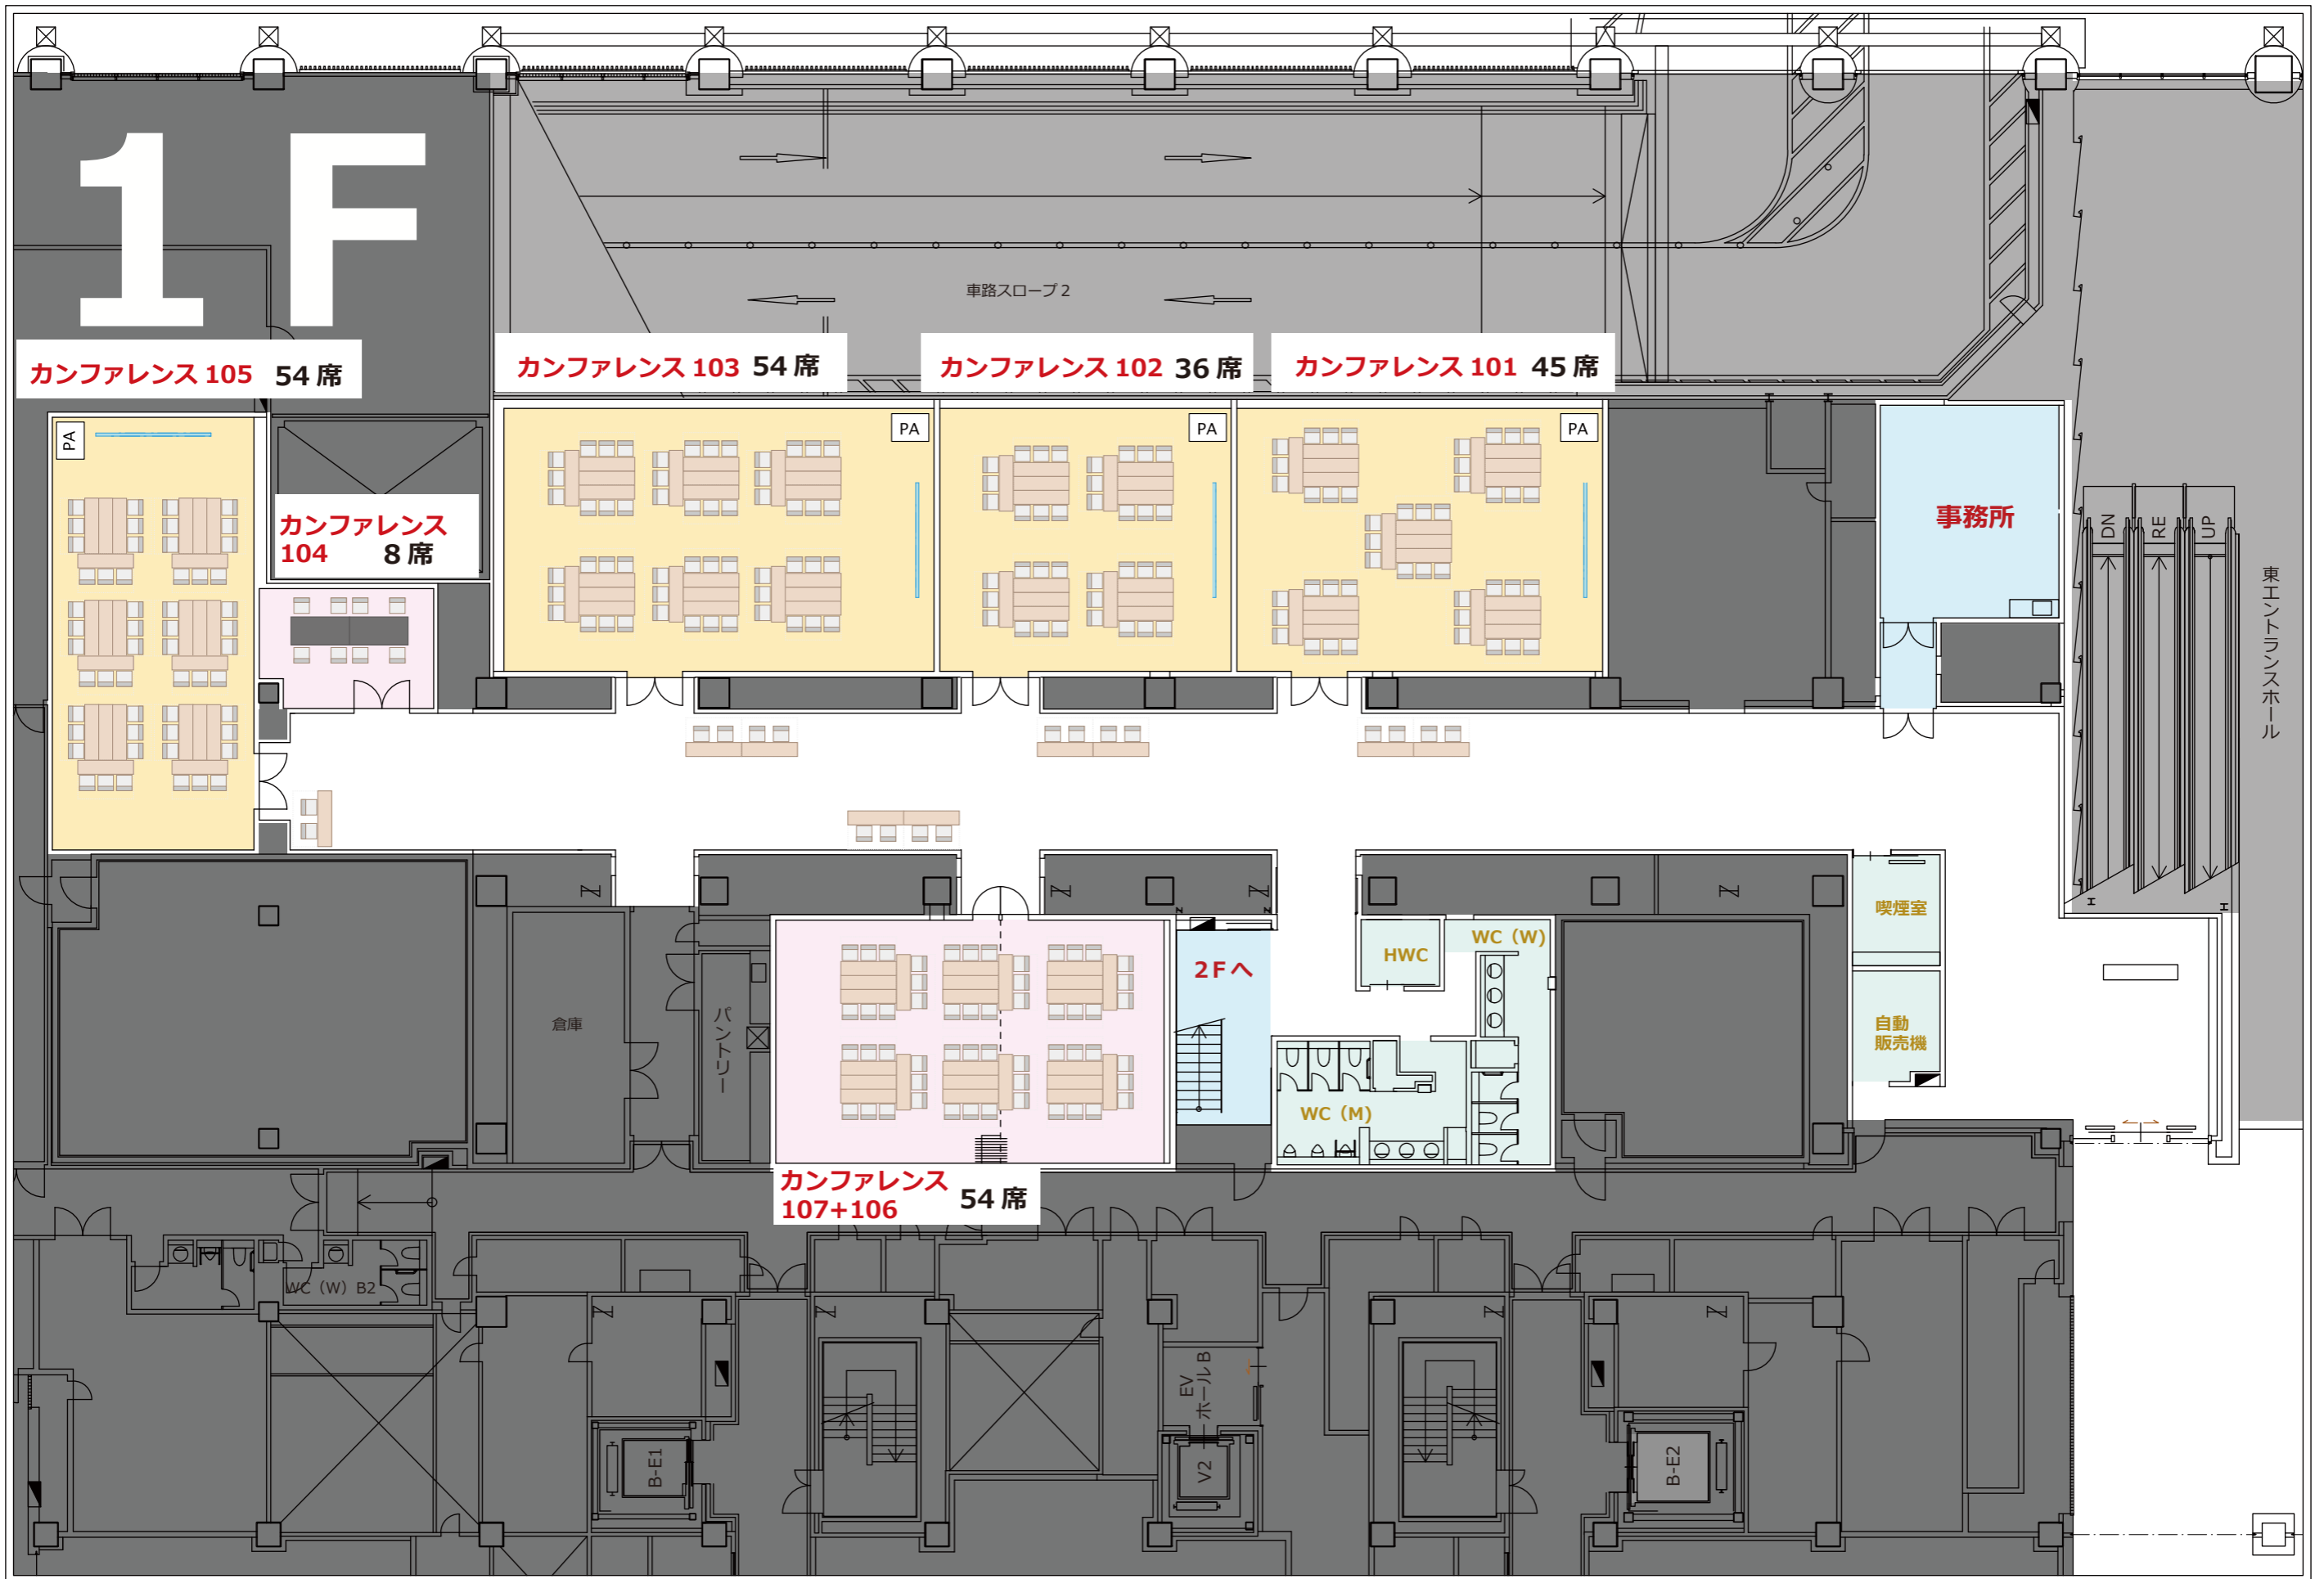 1F
車路スロープ2
カンファレンス 105 54 席
カンファレンス 103 54 席
カンファレンス 102 36 席
カンファレンス 101 45 席
PA
PA
PA
PA
カンファレンス
104 8 席
事務所
DN
RE
UP
東エントランスホール
喫煙室
2Fへ
HWC
WC（W）
倉庫
パントリー
自動
販売機
WC（M）
カンファレンス
107+106 54 席
WC（W）B2
EV
ホールB
B-E1
V2
B-E2